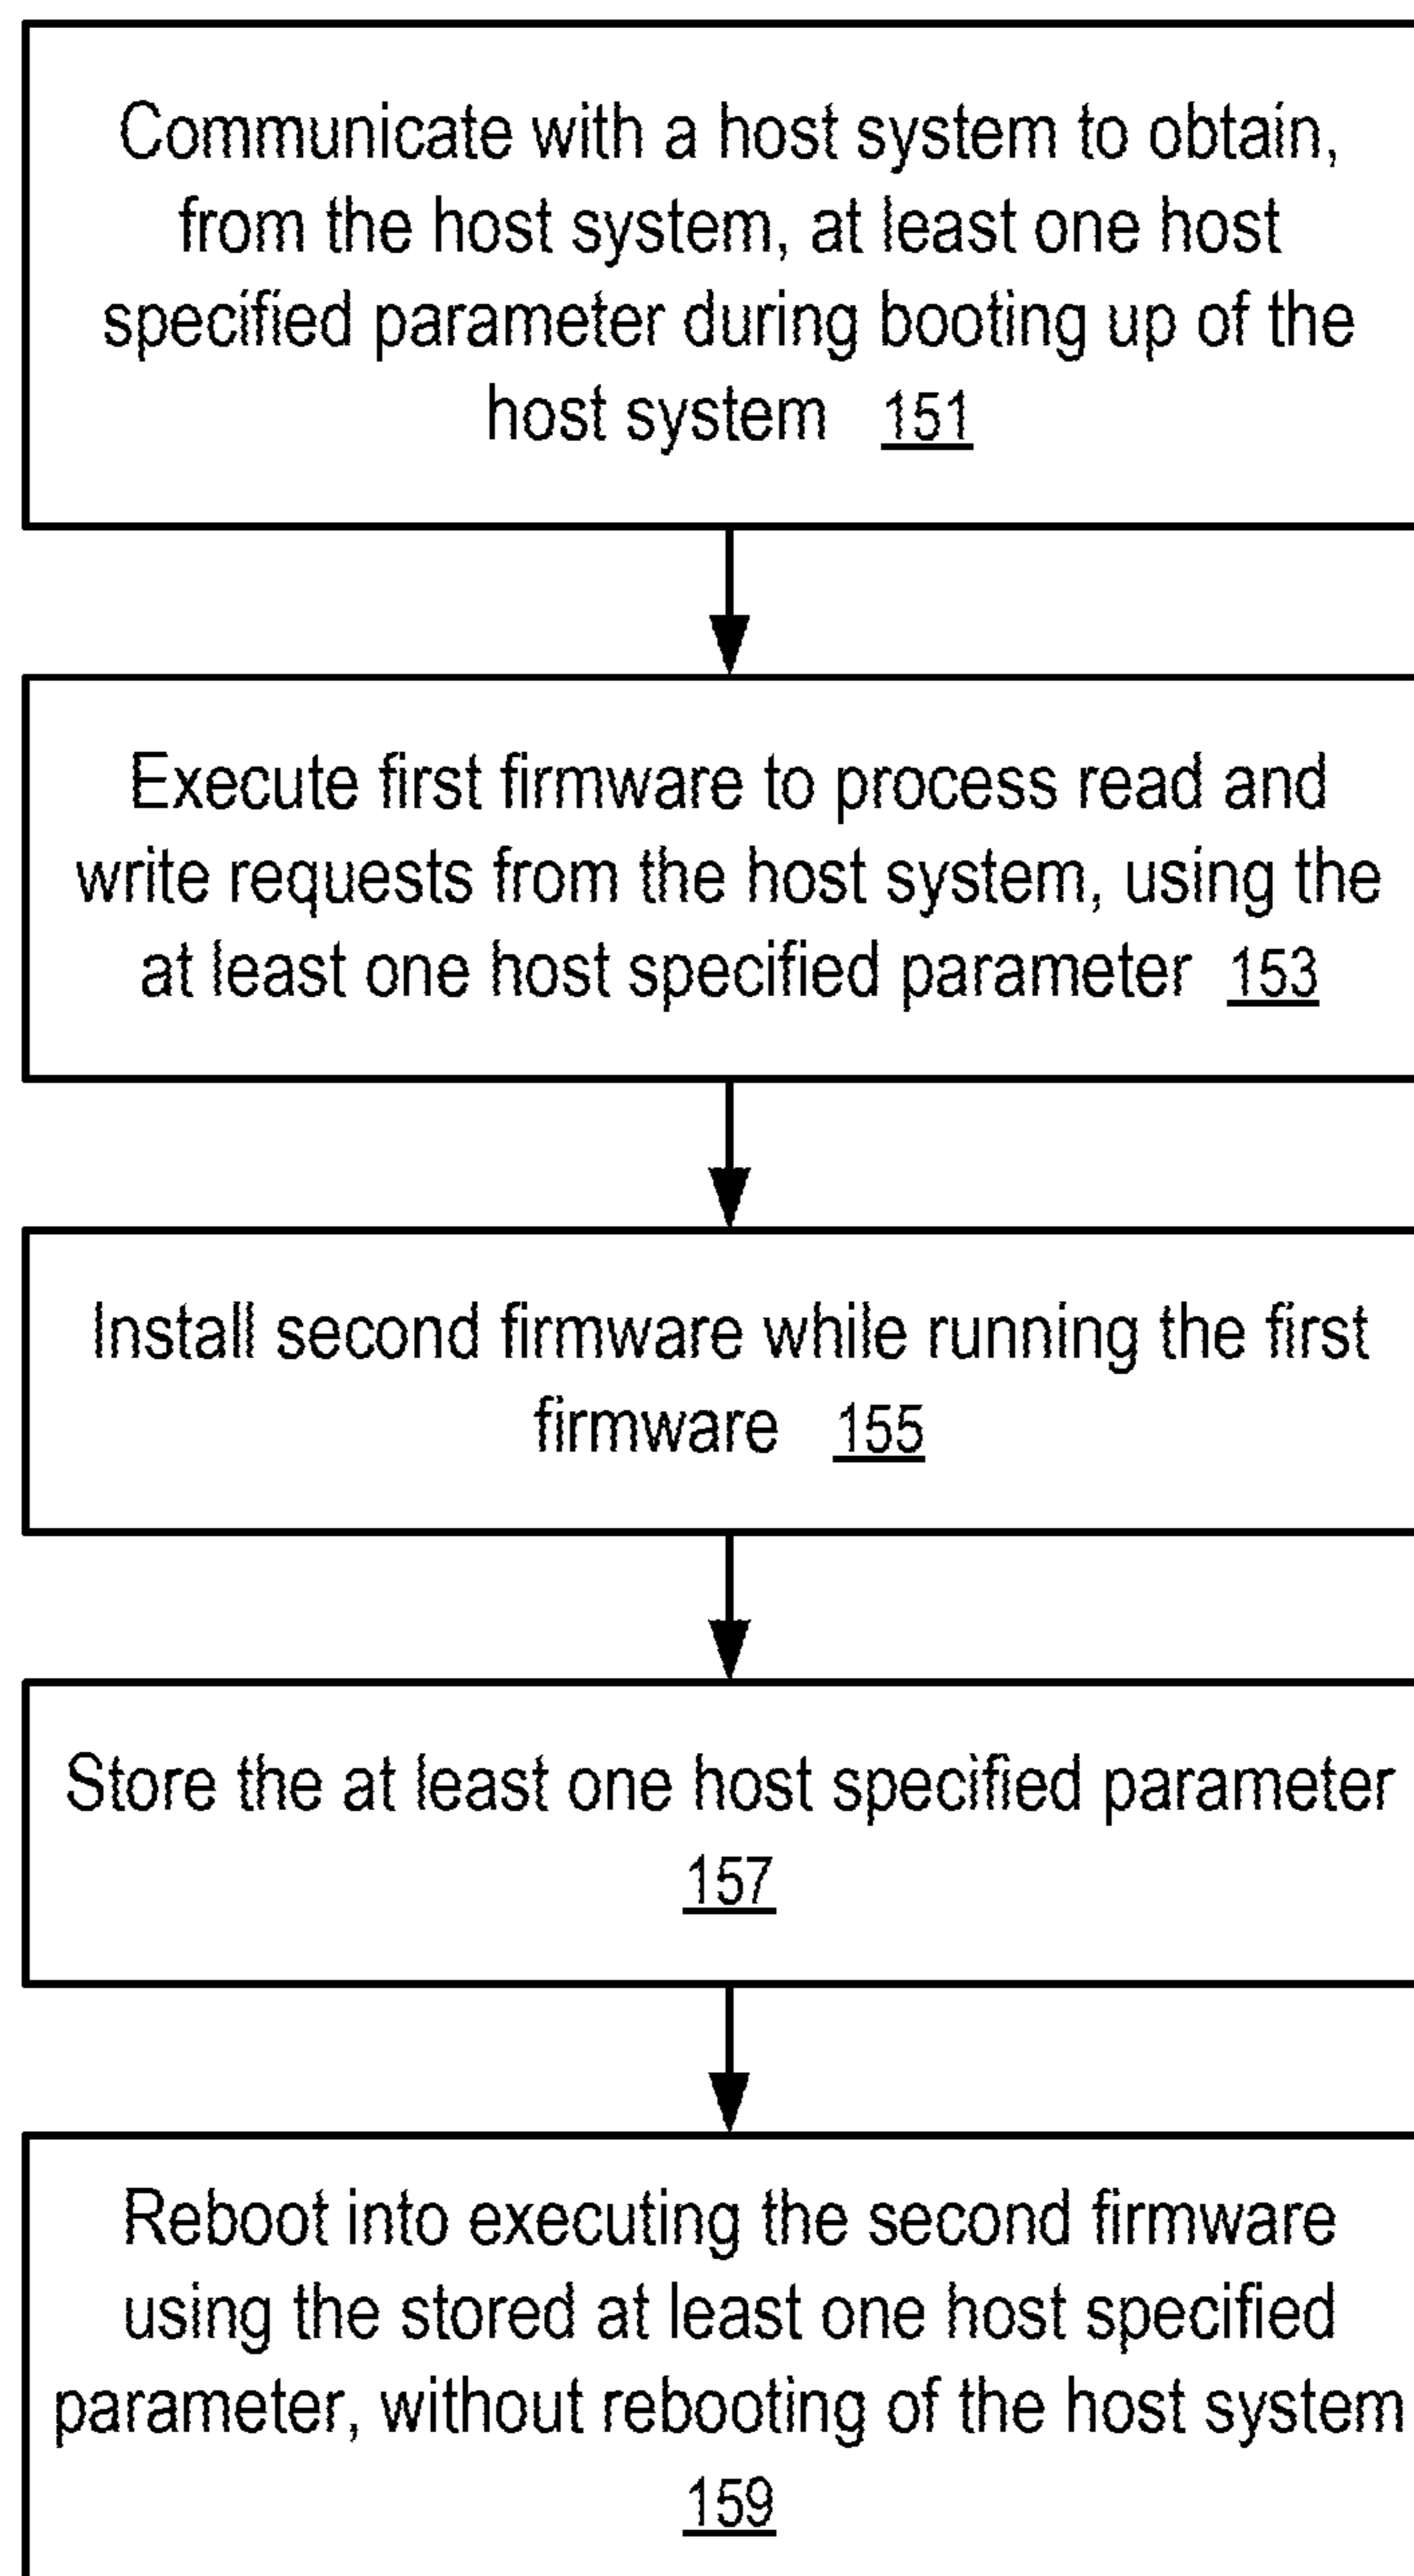 Communicate with a host system to obtain,
from the host system, at least one host
specified parameter during booting up of the
host system 151
Execute first firmware to process read and
write requests from the host system, using the
at least one host specified parameter 153
Install second firmware while running the first
firmware 155
Store the at least one host specified parameter
157
Reboot into executing the second firmware
using the stored at least one host specified
parameter, without rebooting of the host system
159